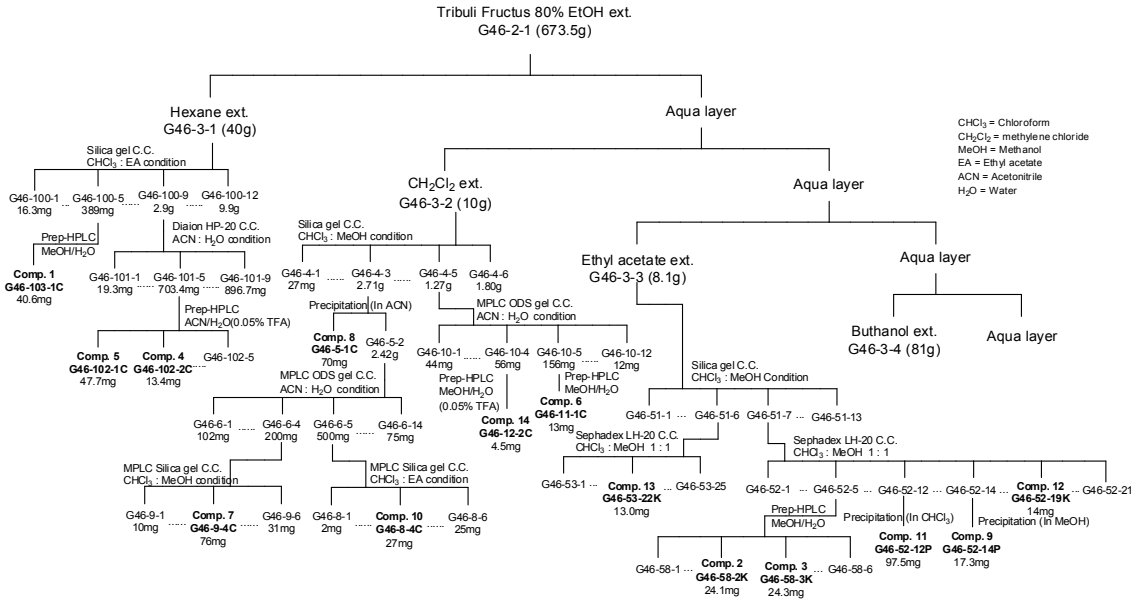 Tribuli Fructus 80% EtOH ext.
G46-2-1 (673.5g)
Hexane ext.
G46-3-1 (40g)
Aqua layer
CHCl₃ = Chloroform
CH₂Cl₂ = methylene chloride
MeOH = Methanol
EA = Ethyl acetate
ACN = Acetonitrile
H₂O = Water
Silica gel C.C.
CHCl₃ : EA condition
G46-100-1 G46-100-5 G46-100-9 G46-100-12
16.3mg ...... 389mg 2.9g ...... 9.9g
CH₂Cl₂ ext.
G46-3-2 (10g)
Aqua layer
Prep-HPLC
MeOH/H₂O
Comp. 1
G46-103-1C
40.6mg
Diaion HP-20 C.C.
ACN : H₂O condition
G46-101-1 G46-101-5 G46-101-9
19.3mg ...... 703.4mg ...... 896.7mg
Prep-HPLC
ACN/H₂O(0.05% TFA)
Comp. 5
G46-102-1C
47.7mg
Comp. 4
G46-102-2C
13.4mg
G46-102-5
Silica gel C.C.
CHCl₃ : MeOH condition
G46-4-1 G46-4-3 G46-4-5 G46-4-6
27mg ...... 2.71g ...... 1.27g 1.80g
Precipitation (In ACN)
Comp. 8
G46-5-1C
70mg
G46-5-2
2.42g
MPLC ODS gel C.C.
ACN : H₂O condition
G46-6-1 G46-6-4 G46-6-5 G46-6-14
102mg ...... 200mg 500mg ...... 75mg
MPLC Silica gel C.C.
CHCl₃ : MeOH condition
G46-9-1
10mg
Comp. 7
G46-9-4C
76mg
G46-9-6
31mg
MPLC Silica gel C.C.
CHCl₃ : EA condition
G46-8-1
2mg
Comp. 10
G46-8-4C
27mg
G46-8-6
25mg
MPLC ODS gel C.C.
ACN : H₂O condition
G46-10-1 G46-10-4 G46-10-5 G46-10-12
44mg ...... 56mg 156mg ...... 12mg
Prep-HPLC
MeOH/H₂O
(0.05% TFA)
Comp. 14
G46-12-2C
4.5mg
Prep-HPLC
MeOH/H₂O
Comp. 6
G46-11-1C
13mg
Ethyl acetate ext.
G46-3-3 (8.1g)
Aqua layer
Buthanol ext.
G46-3-4 (81g)
Aqua layer
Silica gel C.C.
CHCl₃ : MeOH Condition
G46-51-1 ... G46-51-6 G46-51-7 ... G46-51-13
Sephadex LH-20 C.C.
CHCl₃ : MeOH 1 : 1
G46-53-1 ...
Comp. 13
G46-53-22K
13.0mg
... G46-53-25
Sephadex LH-20 C.C.
CHCl₃ : MeOH 1 : 1
G46-52-1 ... G46-52-5 ... G46-52-12 ... G46-52-14 ...
Comp. 12
G46-52-19K
14mg
... G46-52-21
Prep-HPLC
MeOH/H₂O
G46-58-1 ...
Comp. 2
G46-58-2K
24.1mg
Comp. 3
G46-58-3K
24.3mg
... G46-58-6
Precipitation (In CHCl₃)
Comp. 11
G46-52-12P
97.5mg
Precipitation (In MeOH)
Comp. 9
G46-52-14P
17.3mg